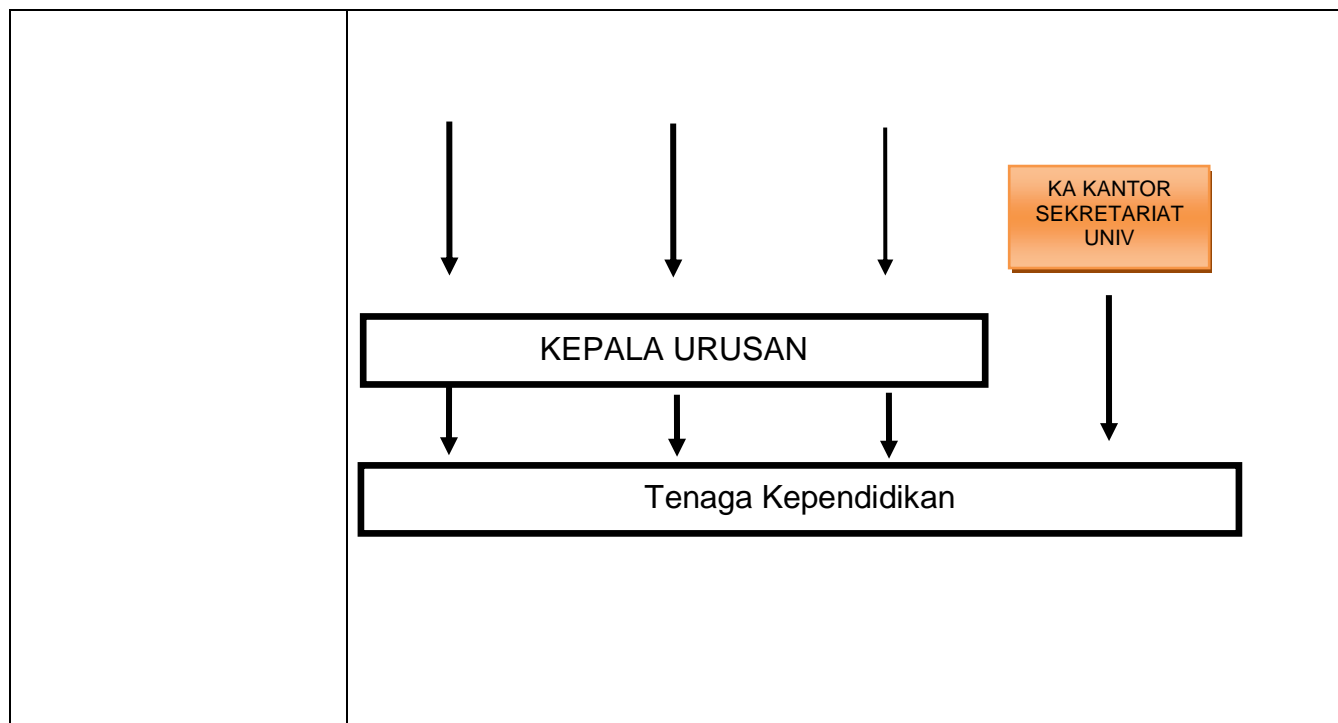 KA KANTOR
SEKRETARIAT
UNIV
KEPALA URUSAN
Tenaga Kependidikan